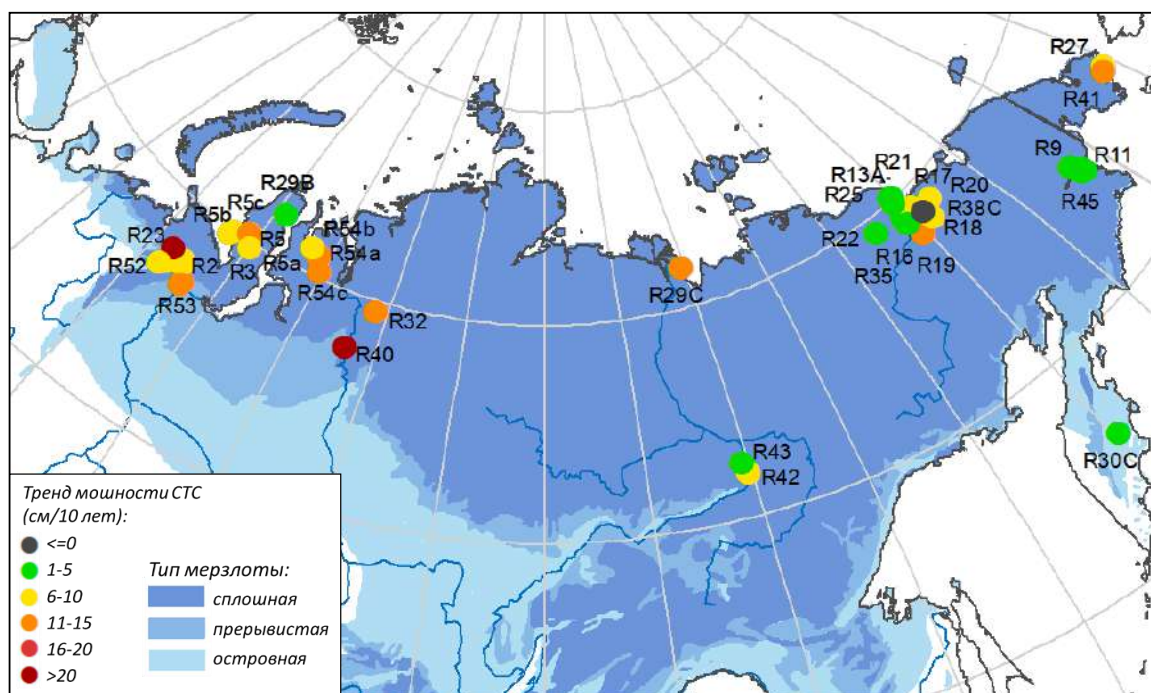 R27
R41
R9
R11
R45
R21
R13A
R17
R25
R20
R38C
R18
R22
R16
R35
R19
R29B
R5c
R5b
R54b
R23
R5
R54a
R52
R2
R3
R5a
R54c
R53
R32
R29C
R40
R43
R42
R30C
Тренд мошности СТС
(см/10 лет):
<=0
1-5
6-10
11-15
16-20
>20
Тип мерзлоты:
сплошная
прерывистая
островная